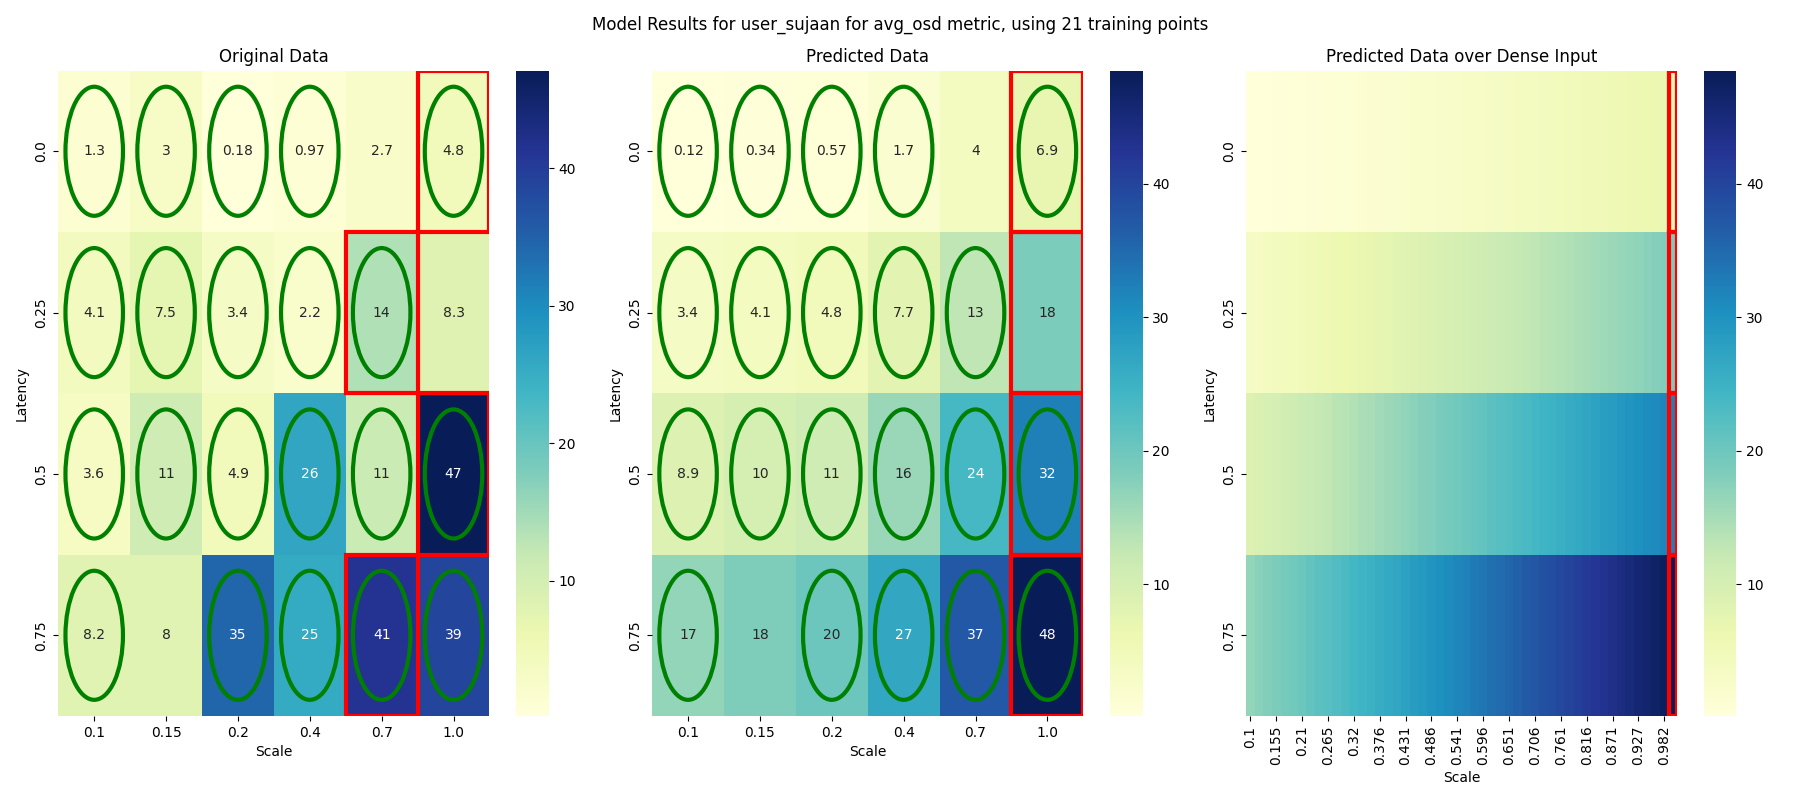 Model Results for user_sujaan for avg_osd metric, using 21 training points
Original Data
Latency
0.0
0.25
0.5
0.75
1.3 3 0.18 0.97 2.7 4.8
4.1 7.5 3.4 2.2 14 8.3
3.6 11 4.9 26 11 47
8.2 8 35 25 41 39
0.1 0.15 0.2 0.4 0.7 1.0
Scale
40
30
20
10
Predicted Data
Latency
0.0
0.25
0.5
0.75
0.12 0.34 0.57 1.7 4 6.9
3.4 4.1 4.8 7.7 13 18
8.9 10 11 16 24 32
17 18 20 27 37 48
0.1 0.15 0.2 0.4 0.7 1.0
Scale
40
30
20
10
Predicted Data over Dense Input
Latency
0.0
0.25
0.5
0.75
0.1 0.155 0.21 0.265 0.32 0.376 0.431 0.486 0.541 0.596 0.651 0.706 0.761 0.816 0.871 0.927 0.982
Scale
40
30
20
10